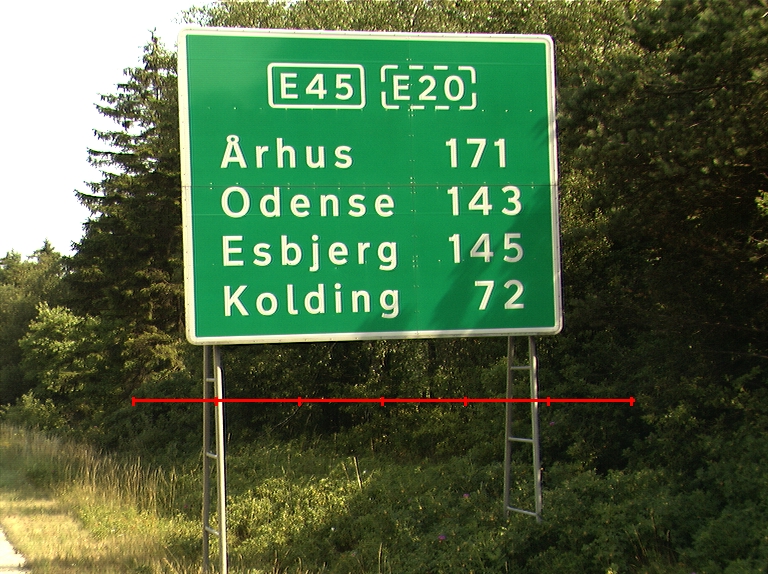 E45 E20
Århus 171
Odense 143
Esbjerg 145
Kolding 72